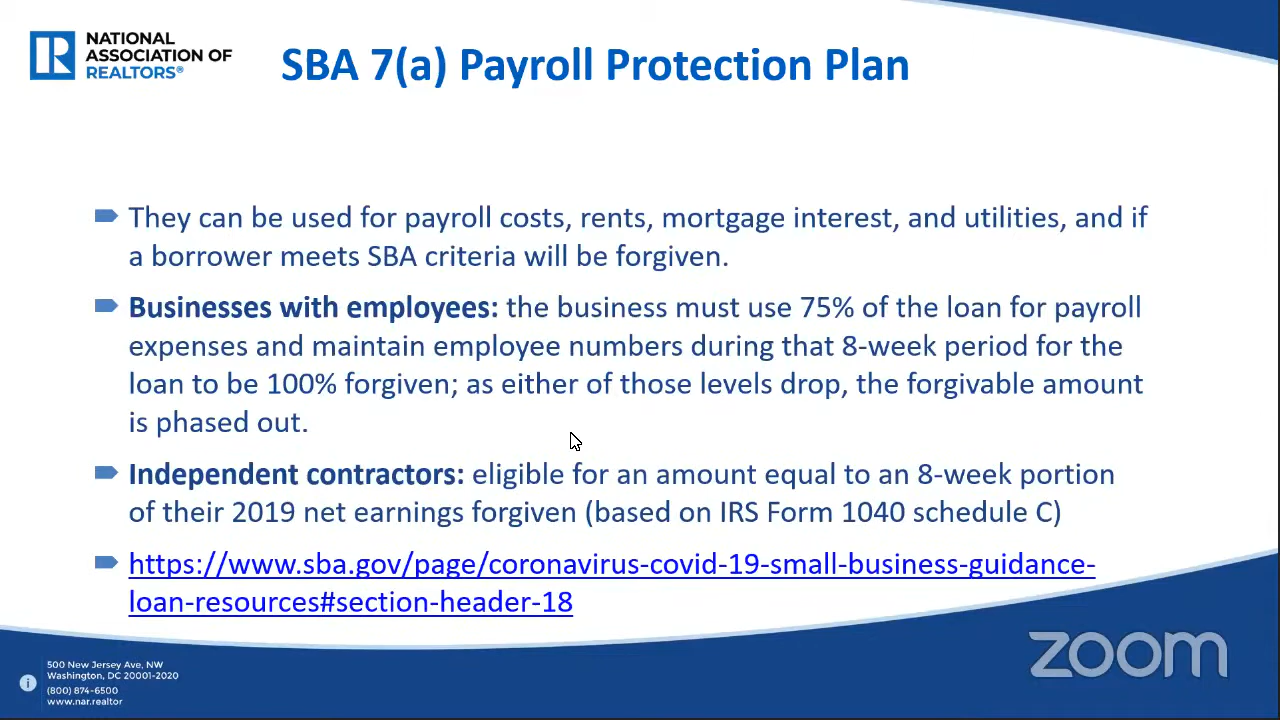 NATIONAL
ASSOCIATION OF
REALTORS®
SBA 7(a) Payroll Protection Plan
They can be used for payroll costs, rents, mortgage interest, and utilities, and if
a borrower meets SBA criteria will be forgiven.
Businesses with employees: the business must use 75% of the loan for payroll
expenses and maintain employee numbers during that 8-week period for the
loan to be 100% forgiven; as either of those levels drop, the forgivable amount
is phased out.
Independent contractors: eligible for an amount equal to an 8-week portion
of their 2019 net earnings forgiven (based on IRS Form 1040 schedule C)
https://www.sba.gov/page/coronavirus-covid-19-small-business-guidance-
loan-resources#section-header-18
500 New Jersey Ave, NW
Washington, DC 20001-2020
(800) 874-6500
www.nar.realtor
zoom